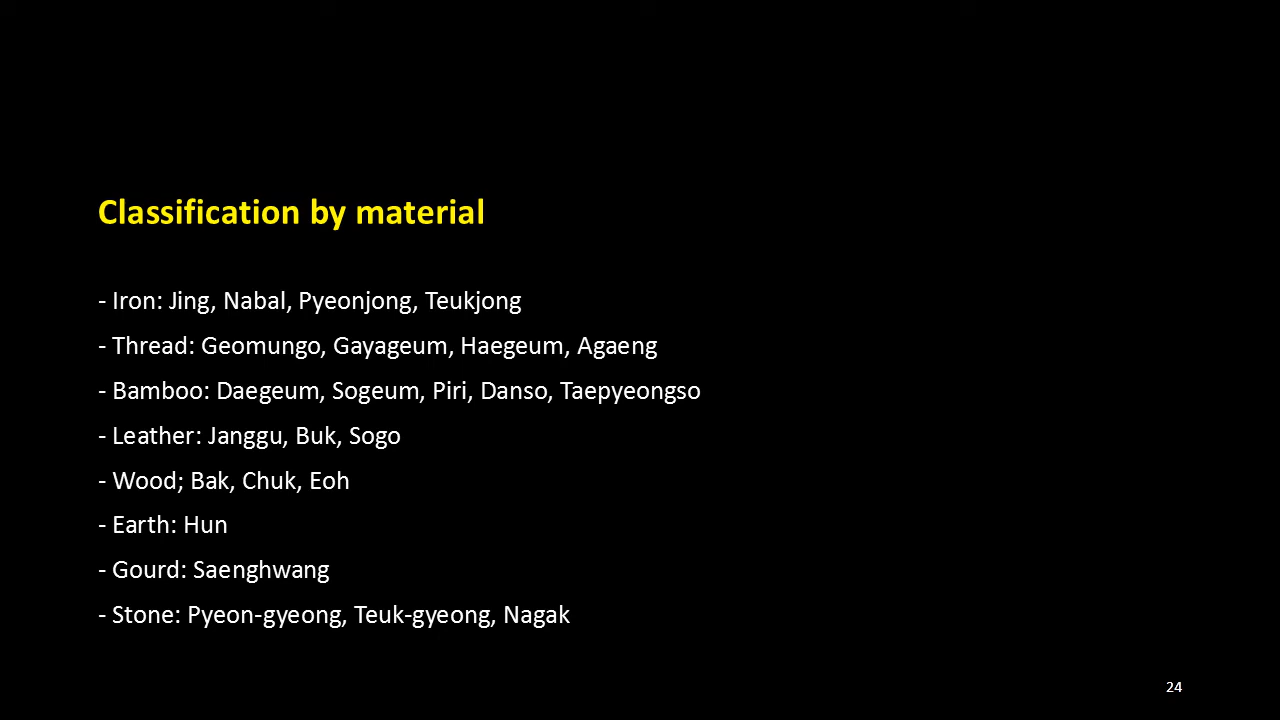 Classification by material
- Iron: Jing, Nabal, Pyeonjong, Teukjong
- Thread: Geomungo, Gayageum, Haegeum, Agaeng
- Bamboo: Daegeum, Sogeum, Piri, Danso, Taepyeongso
- Leather: Janggu, Buk, Sogo
- Wood; Bak, Chuk, Eoh
- Earth: Hun
- Gourd: Saenghwang
- Stone: Pyeon-gyeong, Teuk-gyeong, Nagak
24